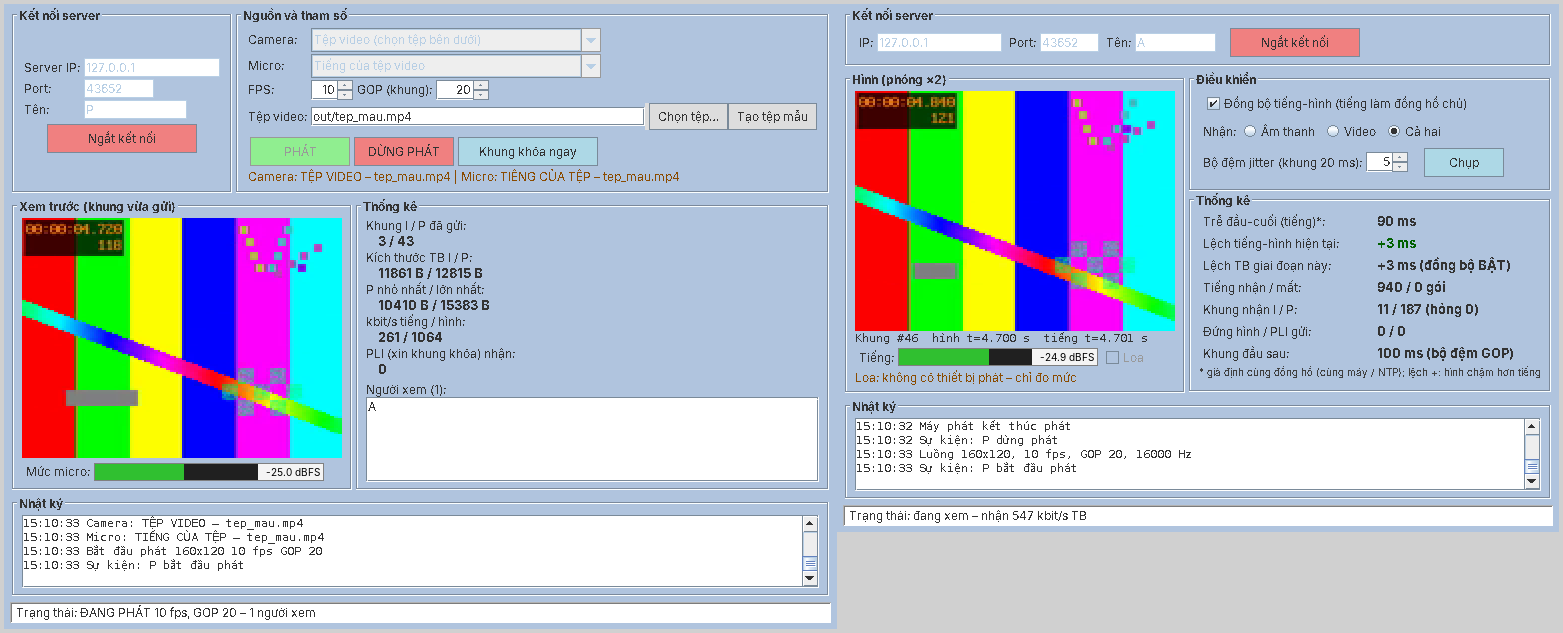 Kết nối server
Server IP: 127.0.0.1
Port: 43652
Tên: P
Ngắt kết nối
Nguồn và tham số
Camera: Tệp video (chọn tệp bên dưới)
Micro: Tiếng của tệp video
FPS: 10 GOP (khung): 20
Tệp video: out/tep_mau.mp4 Chọn tệp... Tạo tệp mẫu
PHÁT DỪNG PHÁT Khung khóa ngay
Camera: TỆP VIDEO – tep_mau.mp4 | Micro: TIẾNG CỦA TỆP – tep_mau.mp4
Xem trước (khung vừa gửi)
00:00:04.720
118
Mức micro: -25.0 dBFS
Thống kê
Khung I / P đã gửi:
3 / 43
Kích thước TB I / P:
11861 B / 12815 B
P nhỏ nhất / lớn nhất:
10410 B / 15383 B
kbit/s tiếng / hình:
261 / 1064
PLI (xin khung khóa) nhận:
0
Người xem (1):
A
Nhật ký
15:10:33 Camera: TỆP VIDEO – tep_mau.mp4
15:10:33 Micro: TIẾNG CỦA TỆP – tep_mau.mp4
15:10:33 Bắt đầu phát 160x120 10 fps GOP 20
15:10:33 Sự kiện: P bắt đầu phát
Trạng thái: ĐANG PHÁT 10 fps, GOP 20 – 1 người xem
Kết nối server
IP: 127.0.0.1 Port: 43652 Tên: A Ngắt kết nối
Hình (phóng ×2)
00:00:04.840
121
Khung #46 hình t=4.700 s tiếng t=4.701 s
Tiếng: -24.9 dBFS Loa
Loa: không có thiết bị phát – chỉ đo mức
Điều khiển
Đồng bộ tiếng-hình (tiếng làm đồng hồ chủ)
Nhận: Âm thanh Video Cả hai
Bộ đệm jitter (khung 20 ms): 5 Chụp
Thống kê
Trễ đầu-cuối (tiếng)*: 90 ms
Lệch tiếng-hình hiện tại: +3 ms
Lệch TB giai đoạn này: +3 ms (đồng bộ BẬT)
Tiếng nhận / mất: 940 / 0 gói
Khung nhận I / P: 11 / 187 (hỏng 0)
Đứng hình / PLI gửi: 0 / 0
Khung đầu sau: 100 ms (bộ đệm GOP)
* giả định cùng đồng hồ (cùng máy / NTP); lệch +: hình chậm hơn tiếng
Nhật ký
15:10:32 Máy phát kết thúc phát
15:10:32 Sự kiện: P dừng phát
15:10:33 Luồng 160x120, 10 fps, GOP 20, 16000 Hz
15:10:33 Sự kiện: P bắt đầu phát
Trạng thái: đang xem – nhận 547 kbit/s TB